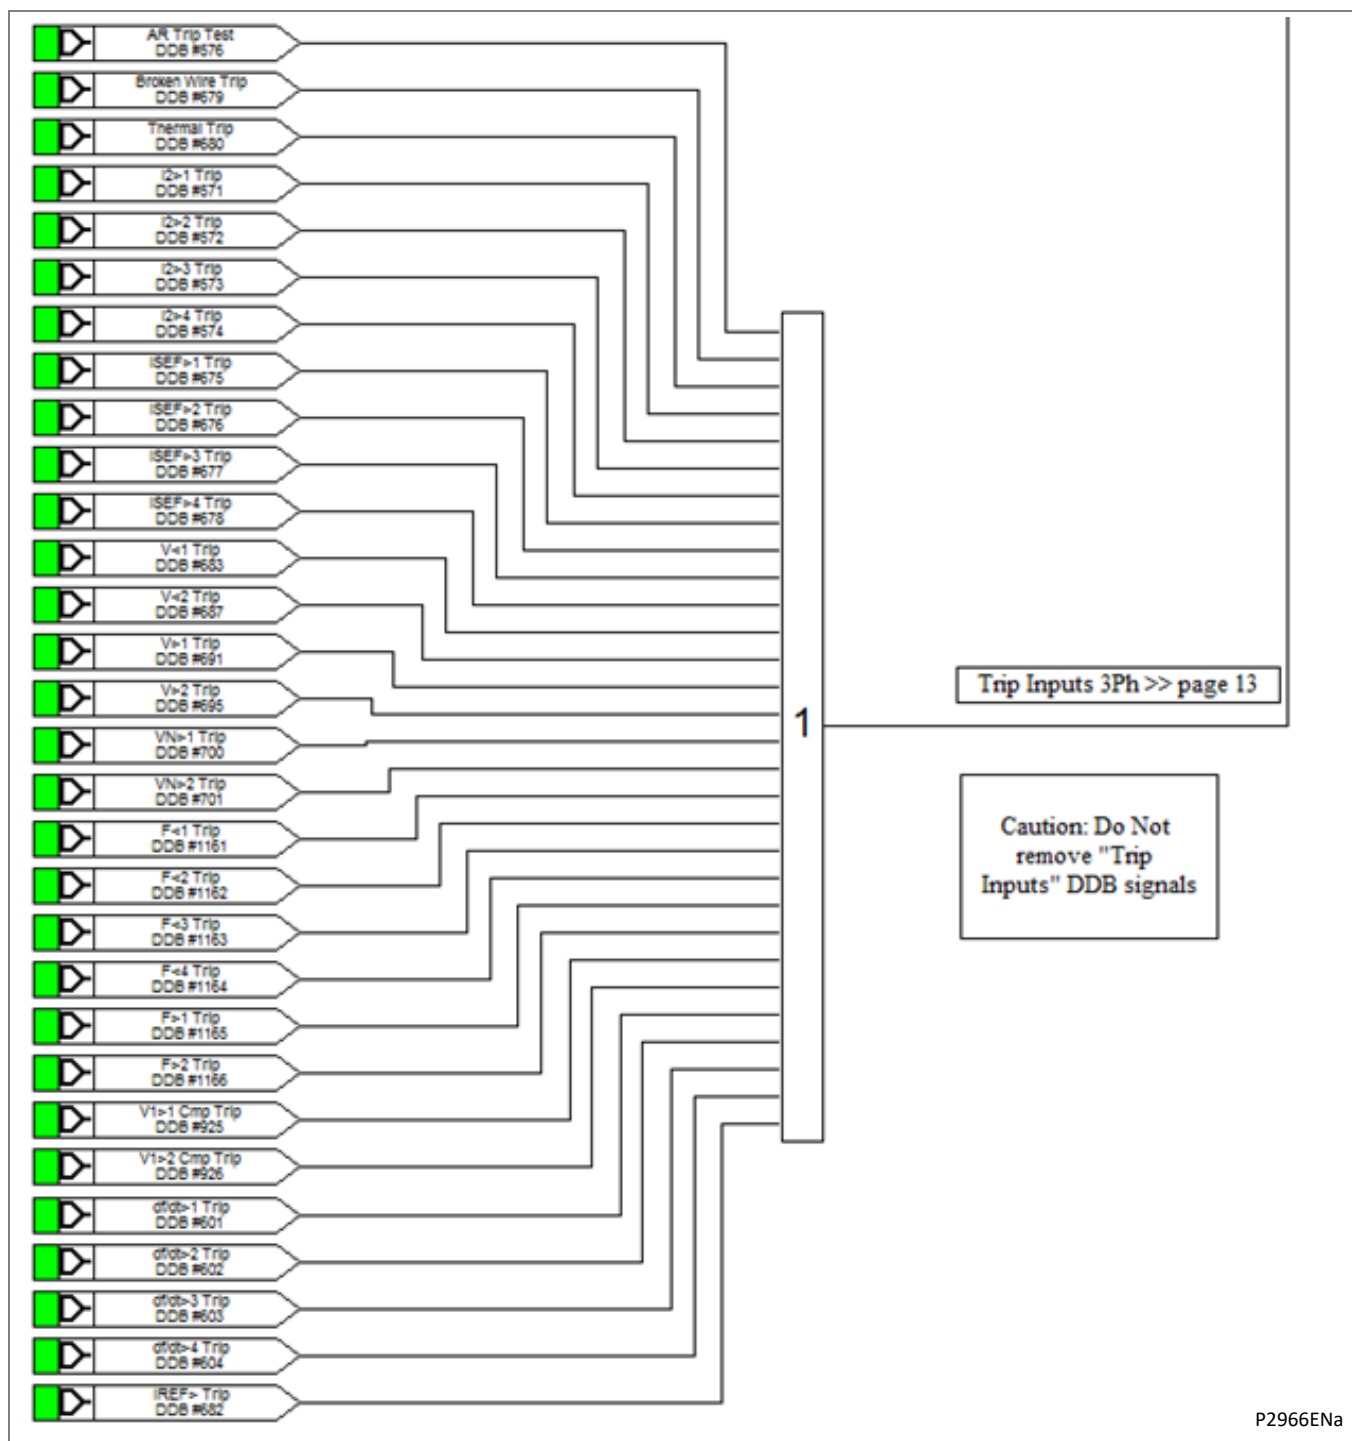 AR Trip Test
DDB #576
Broken Wire Trip
DDB #679
Thermal Trip
DDB #680
I2>1 Trip
DDB #571
I2>2 Trip
DDB #572
I2>3 Trip
DDB #573
I2>4 Trip
DDB #574
ISEF>1 Trip
DDB #675
ISEF>2 Trip
DDB #676
ISEF>3 Trip
DDB #677
ISEF>4 Trip
DDB #678
V<1 Trip
DDB #683
V<2 Trip
DDB #687
V>1 Trip
DDB #691
V>2 Trip
DDB #695
VN>1 Trip
DDB #700
VN>2 Trip
DDB #701
F<1 Trip
DDB #1161
F<2 Trip
DDB #1162
F<3 Trip
DDB #1163
F<4 Trip
DDB #1164
F>1 Trip
DDB #1165
F>2 Trip
DDB #1166
V1>1 Cmp Trip
DDB #925
V1>2 Cmp Trip
DDB #926
df/dt>1 Trip
DDB #601
df/dt>2 Trip
DDB #602
df/dt>3 Trip
DDB #603
df/dt>4 Trip
DDB #604
IREF> Trip
DDB #682
1
Trip Inputs 3Ph >> page 13
Caution: Do Not
remove "Trip
Inputs" DDB signals
P2966ENa